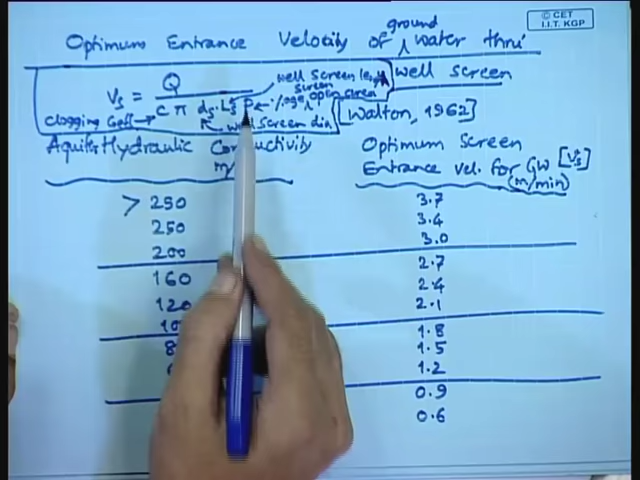 © CET
I.I.T. KGP
Optimum Entrance Velocity of ground water thru'
well screen
Vs = Q / C π ds Ls P
well screen length
%age screen open area
clogging Coeff → C
well screen dia
[Walton, 1962]
Aquifer Hydraulic Conductivity
Optimum Screen
m/
Entrance vel. for GW [Vs]
(m/min)
> 250 3.7
250 3.4
200 3.0
160 2.7
120 2.4
10 2.1
8 1.8
1.5
1.2
0.9
0.6